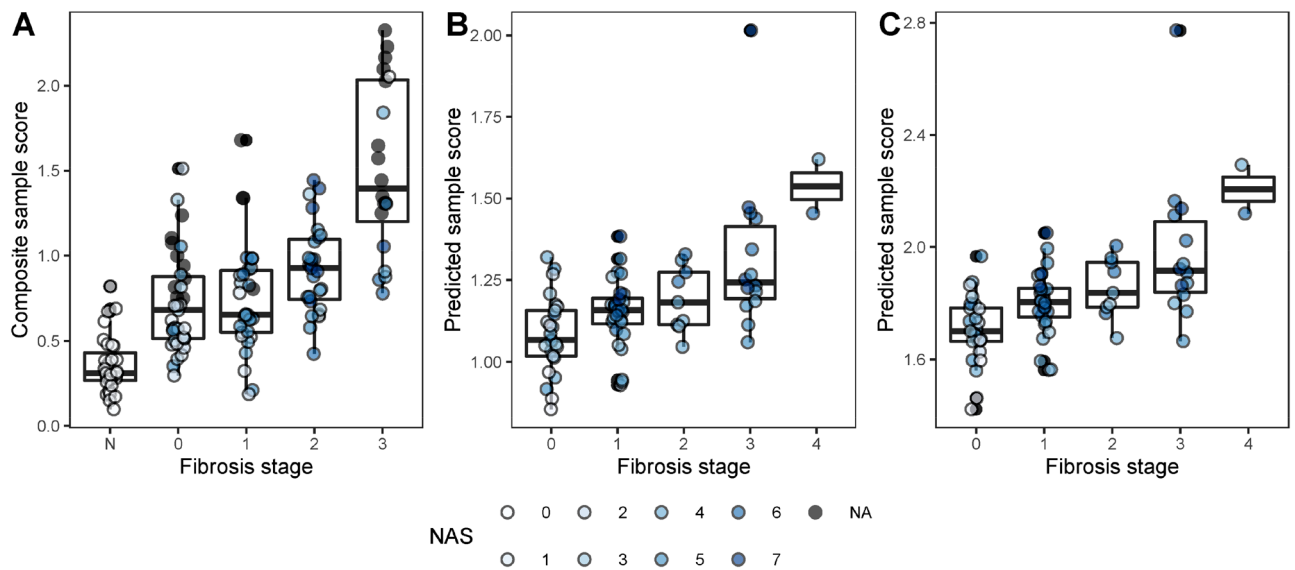 A
Composite sample score
2.0
1.5
1.0
0.5
0.0
N 0 1 2 3
Fibrosis stage
B
Predicted sample score
2.00
1.75
1.50
1.25
1.00
0 1 2 3 4
Fibrosis stage
C
Predicted sample score
2.8
2.4
2.0
1.6
0 1 2 3 4
Fibrosis stage
NAS
0 2 4 6 NA
1 3 5 7